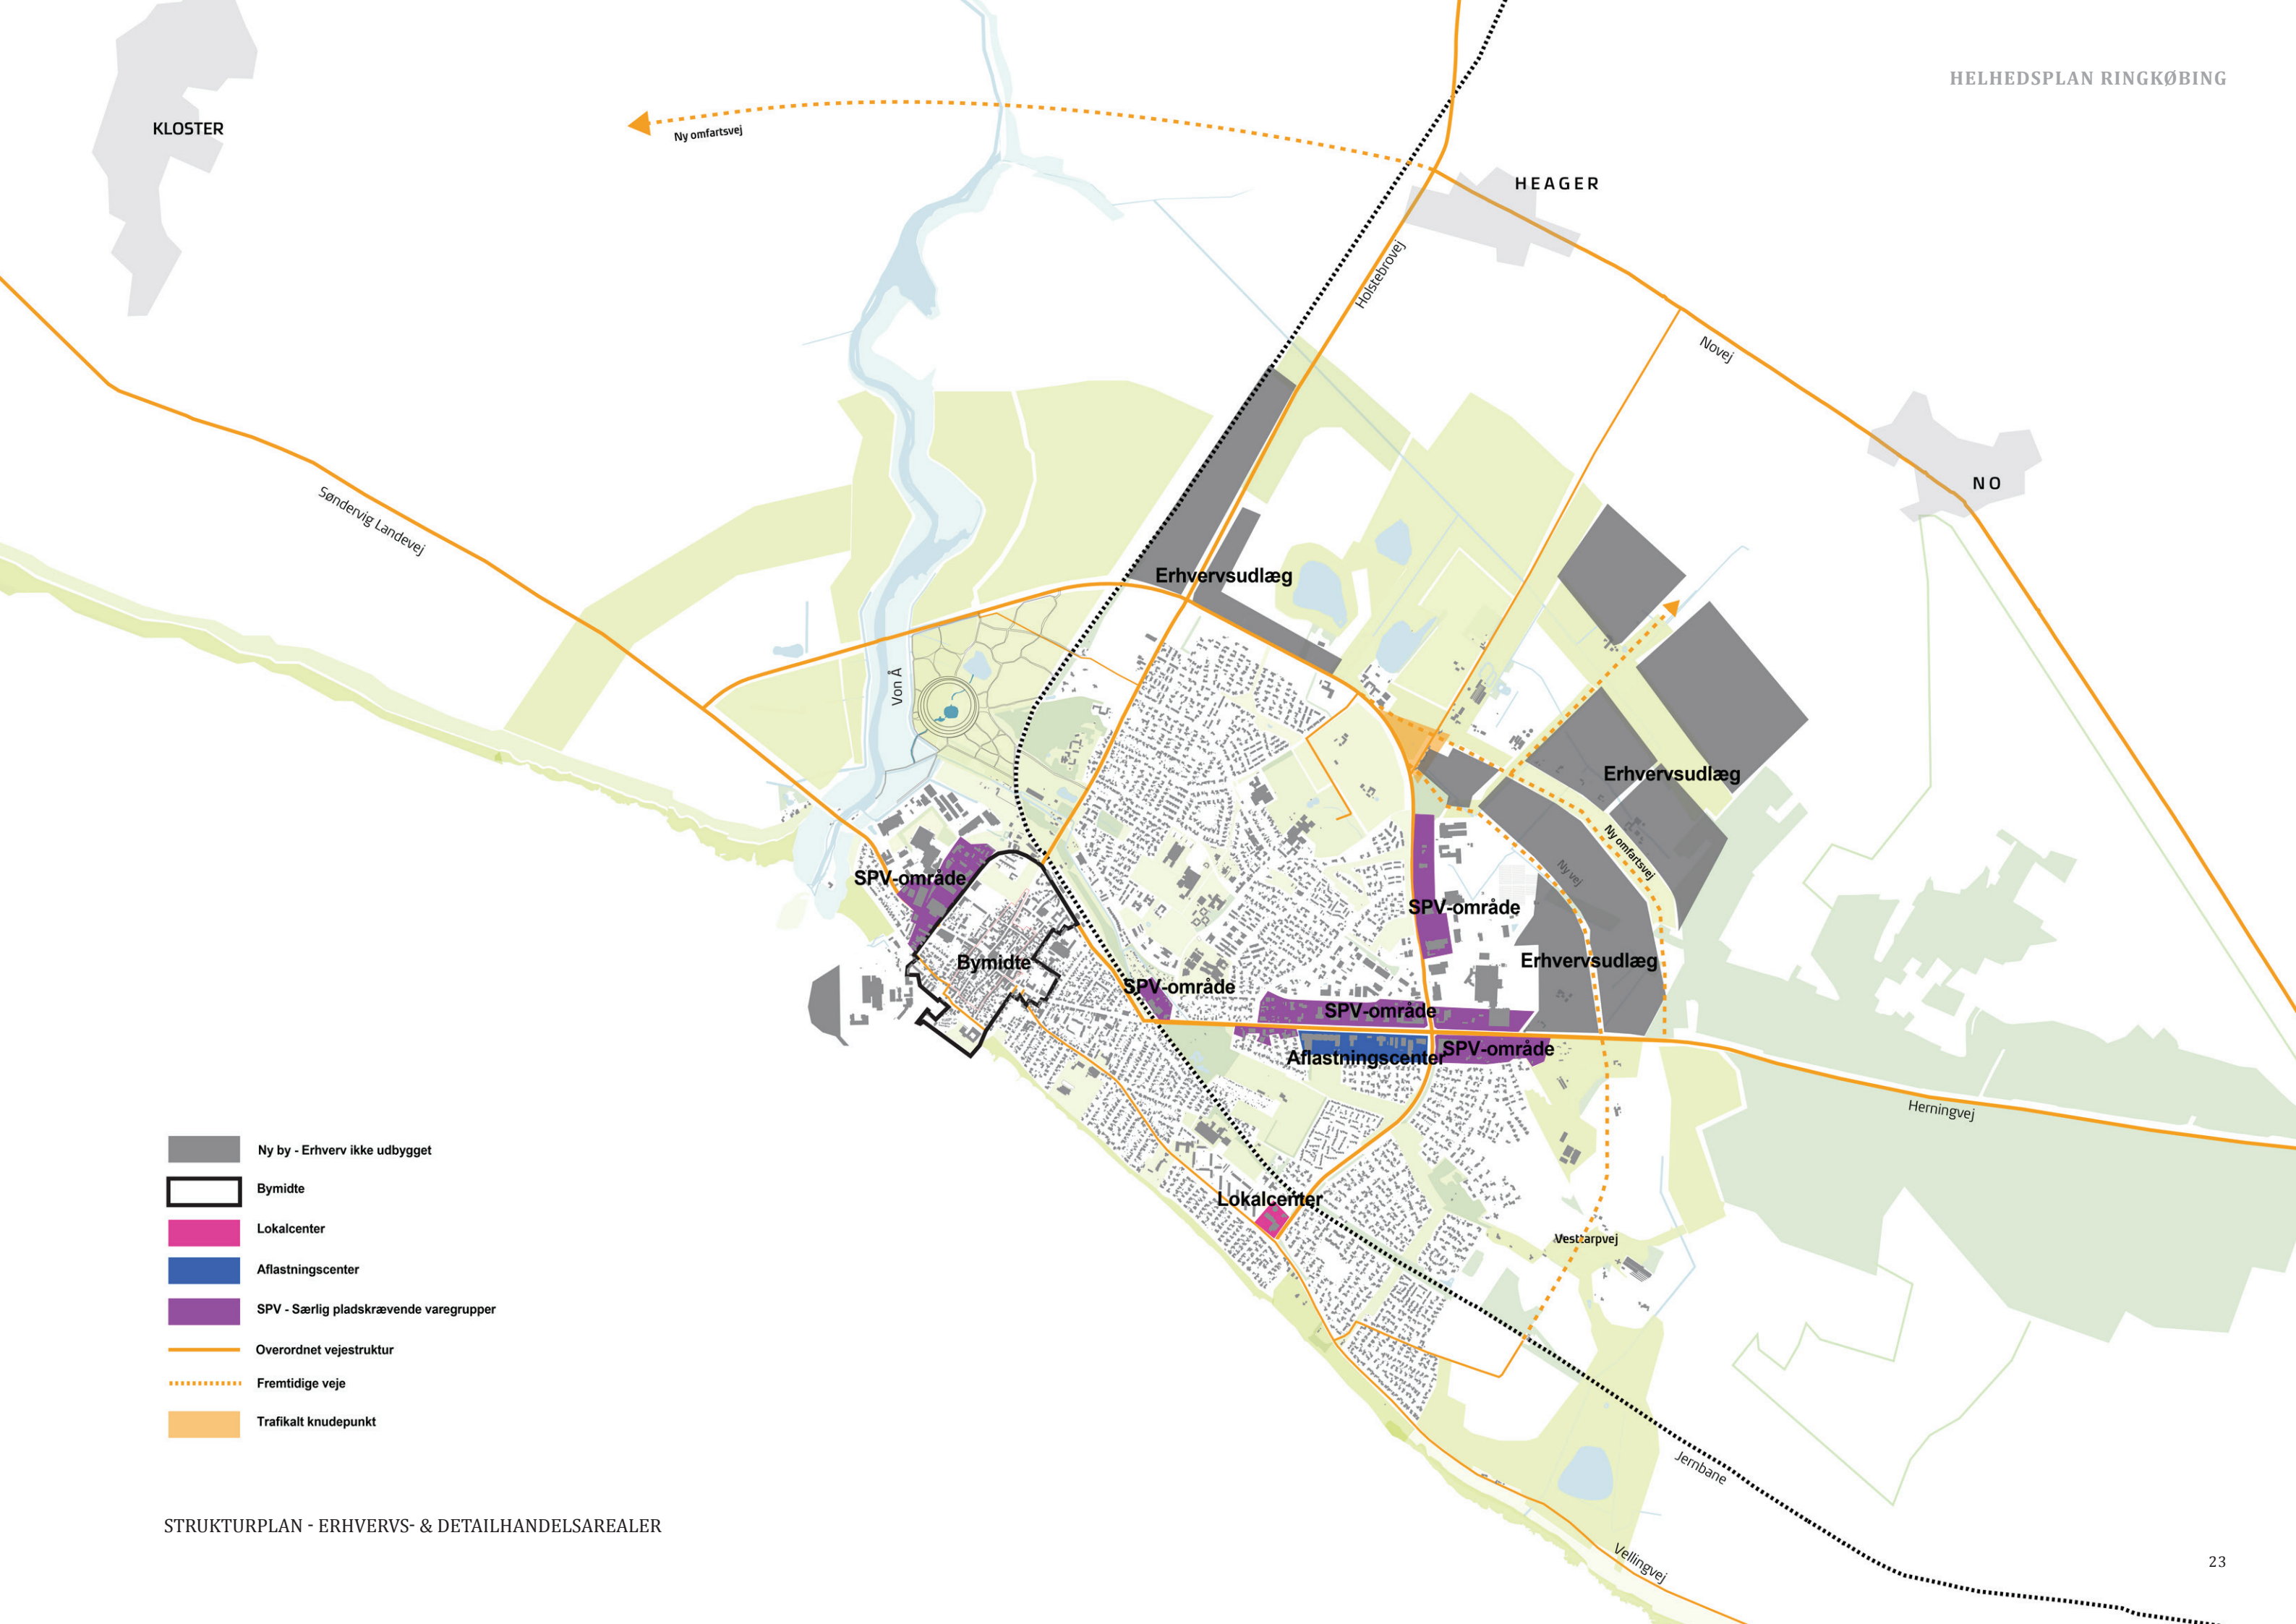 HELHEDSPLAN RINGKØBING
KLOSTER
Ny omfartsvej
HEAGER
Holstebrovej
Novej
NO
Søndervig Landevej
Erhvervsudlæg
Von Å
Erhvervsudlæg
Ny omfartsvej
Ny vej
SPV-område
SPV-område
Bymidte
Erhvervsudlæg
SPV-område
SPV-område
Aflastningscenter
SPV-område
Herningvej
Lokalcenter
Vesttarpvej
Jernbane
Vellingvej
Ny by - Erhverv ikke udbygget
Bymidte
Lokalcenter
Aflastningscenter
SPV - Særlig pladskrævende varegrupper
Overordnet vejestruktur
Fremtidige veje
Trafikalt knudepunkt
STRUKTURPLAN - ERHVERVS- & DETAILHANDELSAREALER
23